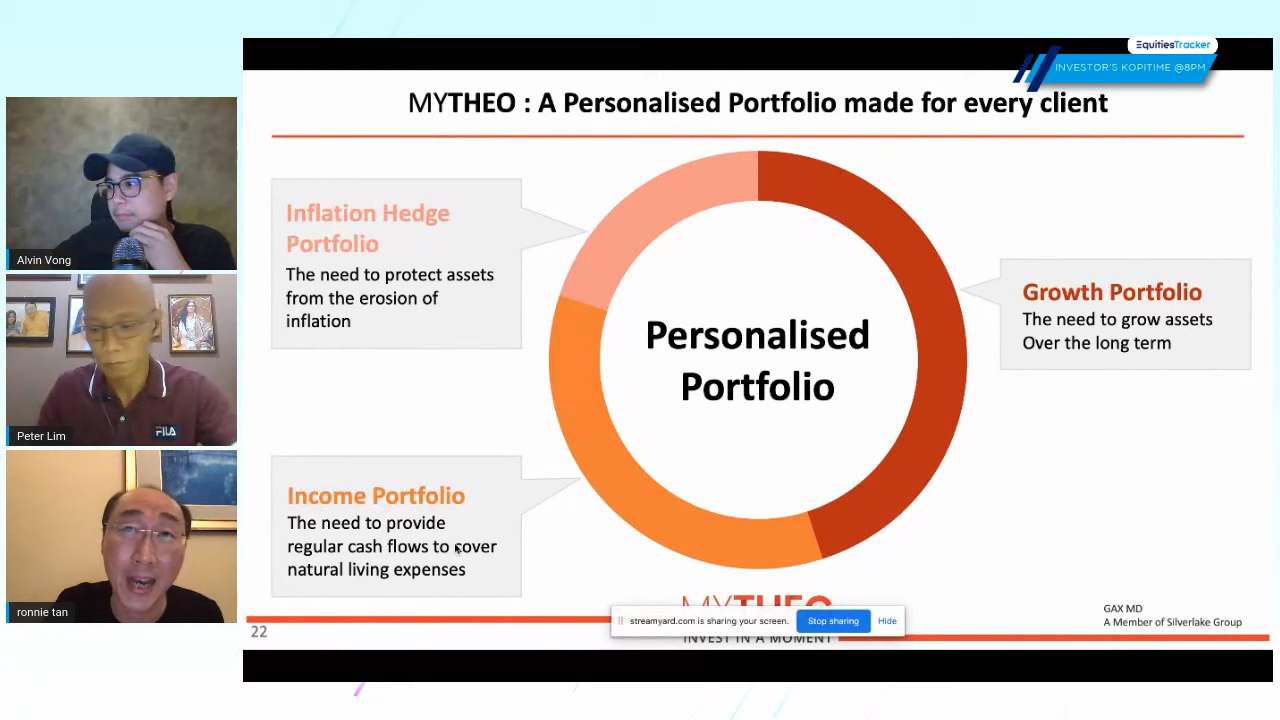 EquitiesTracker
INVESTOR'S KOPITIME @8PM
MYTHEO : A Personalised Portfolio made for every client
Inflation Hedge
Portfolio
The need to protect assets
from the erosion of
inflation
Growth Portfolio
The need to grow assets
Over the long term
Personalised
Portfolio
Income Portfolio
The need to provide
regular cash flows to cover
natural living expenses
Alvin Vong
FILA
Peter Lim
ronnie tan
22
MYTHEO
streamyard.com is sharing your screen.
Stop sharing
Hide
INVEST IN A MOMENT
GAX MD
A Member of Silverlake Group